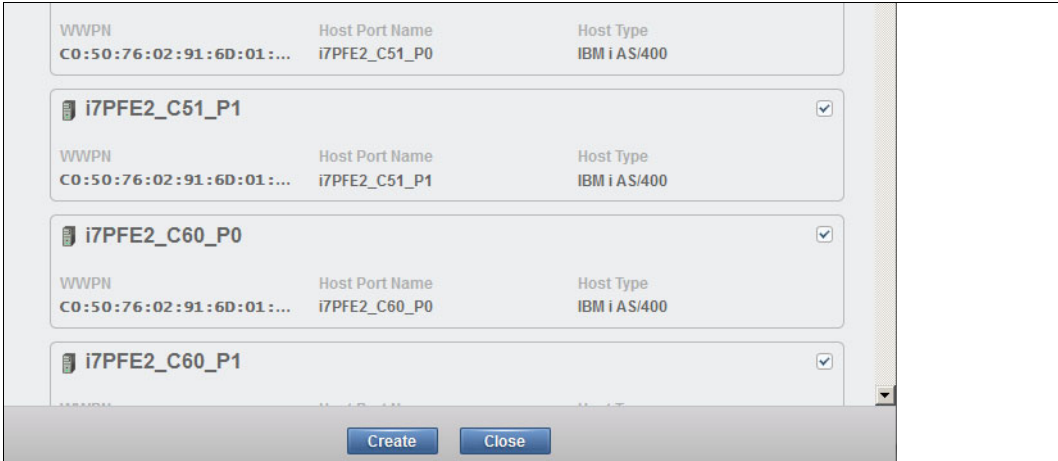 WWPN Host Port Name Host Type
C0:50:76:02:91:6D:01:... i7PFE2_C51_P0 IBM i AS/400
i7PFE2_C51_P1
WWPN Host Port Name Host Type
C0:50:76:02:91:6D:01:... i7PFE2_C51_P1 IBM i AS/400
i7PFE2_C60_P0
WWPN Host Port Name Host Type
C0:50:76:02:91:6D:01:... i7PFE2_C60_P0 IBM i AS/400
i7PFE2_C60_P1
Create Close